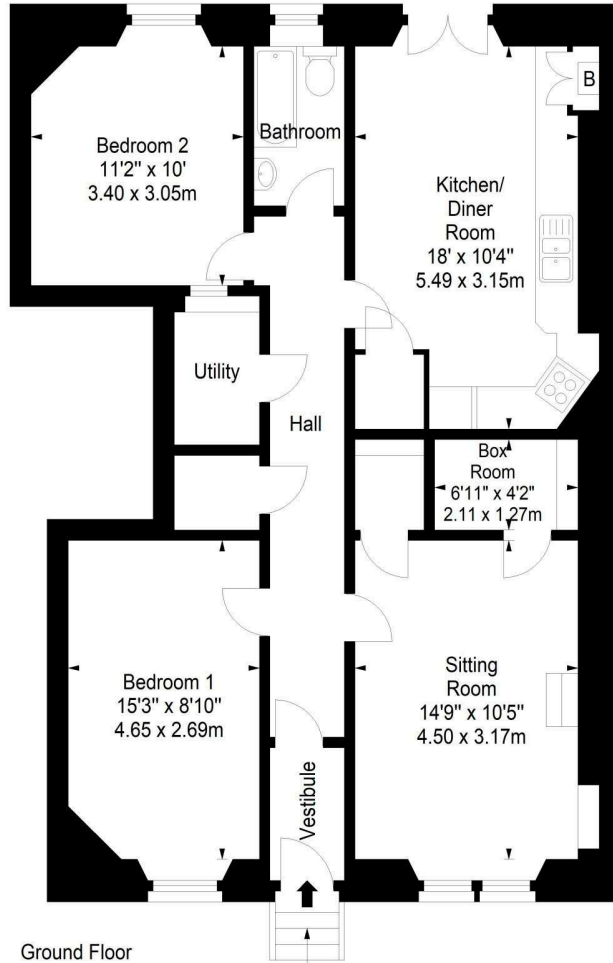 Bedroom 2
11'2" x 10'
3.40 x 3.05m
Bathroom
B
Kitchen/
Diner
Room
18' x 10'4"
5.49 x 3.15m
Utility
Hall
Box
Room
6'11" x 4'2"
2.11 x 1.27m
Bedroom 1
15'3" x 8'10"
4.65 x 2.69m
Sitting
Room
14'9" x 10'5"
4.50 x 3.17m
Vestibule
Ground Floor